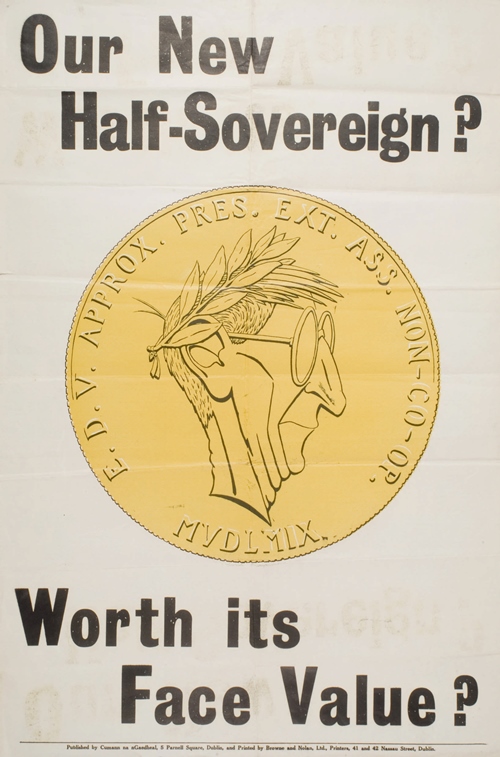 Our New
Half-Sovereign?
E. D. V. APPROX. PRES. EXT. ASS. NON-CO-OP.
MVDLMIX.
Worth its
Face Value?
Published by Cumann na nGaedheal, 5 Parnell Square, Dublin, and Printed by Browne and Nolan, Ltd., Printers, 41 and 42 Nassau Street, Dublin.